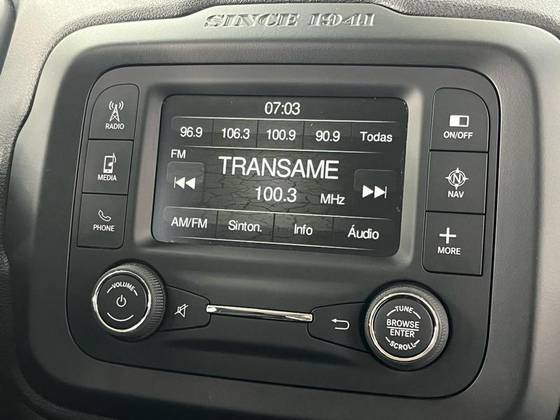 SINCE 1941
07:03
96.9 106.3 100.9 90.9 Todas
FM
TRANSAME
100.3 MHz
AM/FM Sinton. Info Áudio
RADIO
MEDIA
PHONE
ON/OFF
NAV
MORE
VOLUME
TUNE
BROWSE
ENTER
SCROLL